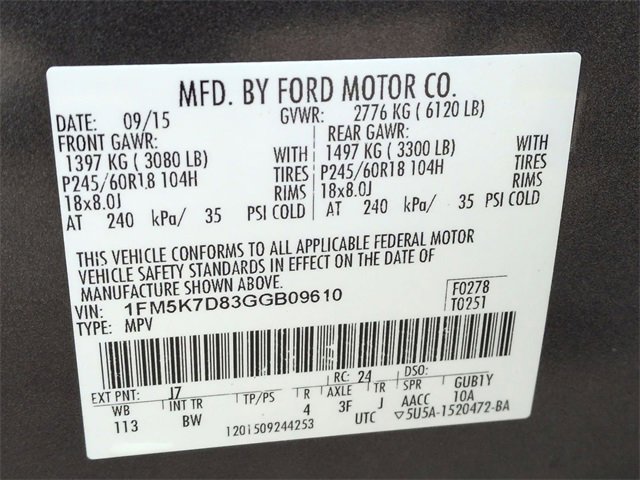 MFD. BY FORD MOTOR CO.
DATE: 09/15 GVWR: 2776 KG ( 6120 LB)
FRONT GAWR: REAR GAWR:
1397 KG ( 3080 LB) WITH 1497 KG ( 3300 LB) WITH
P245/60R18 104H TIRES P245/60R18 104H TIRES
18x8.0J RIMS 18x8.0J RIMS
AT 240 kPa/ 35 PSI COLD AT 240 kPa/ 35 PSI COLD
THIS VEHICLE CONFORMS TO ALL APPLICABLE FEDERAL MOTOR
VEHICLE SAFETY STANDARDS IN EFFECT ON THE DATE OF
MANUFACTURE SHOWN ABOVE.
VIN: 1FM5K7D83GGB09610 F0278
TYPE: MPV T0251
EXT PNT: J7 RC: 24 DSO:
WB INT TR TP/PS R AXLE TR SPR GUB1Y
113 BW 4 3F J AACC 10A
1201509244253 UTC ▽5U5A-1520472-BA